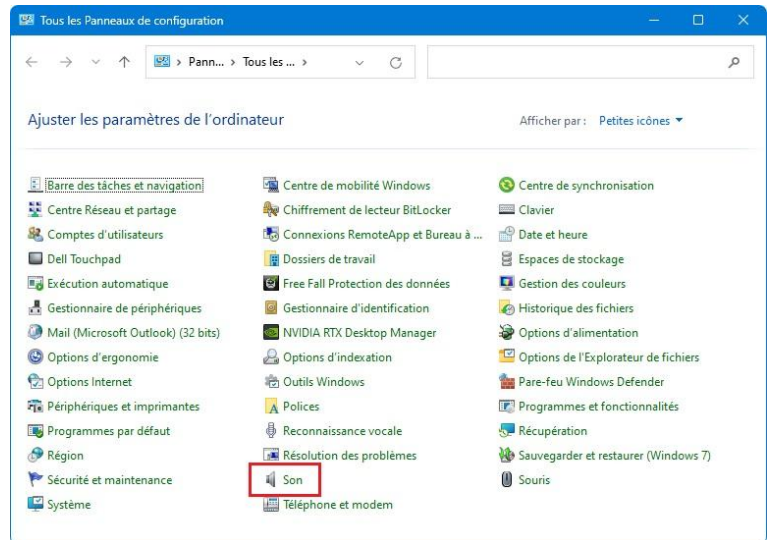 Tous les Panneaux de configuration
Pann... > Tous les ... >
Ajuster les paramètres de l'ordinateur
Afficher par : Petites icônes
Barre des tâches et navigation
Centre de mobilité Windows
Centre de synchronisation
Centre Réseau et partage
Chiffrement de lecteur BitLocker
Clavier
Comptes d'utilisateurs
Connexions RemoteApp et Bureau à ...
Date et heure
Dell Touchpad
Dossiers de travail
Espaces de stockage
Exécution automatique
Free Fall Protection des données
Gestion des couleurs
Gestionnaire de périphériques
Gestionnaire d'identification
Historique des fichiers
Mail (Microsoft Outlook) (32 bits)
NVIDIA RTX Desktop Manager
Options d'alimentation
Options d'ergonomie
Options d'indexation
Options de l'Explorateur de fichiers
Options Internet
Outils Windows
Pare-feu Windows Defender
Périphériques et imprimantes
Polices
Programmes et fonctionnalités
Programmes par défaut
Reconnaissance vocale
Récupération
Région
Résolution des problèmes
Sauvegarder et restaurer (Windows 7)
Sécurité et maintenance
Son
Souris
Système
Téléphone et modem